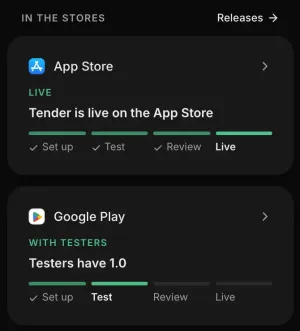 IN THE STORES Releases →
App Store
LIVE
Tender is live on the App Store
✓ Set up ✓ Test ✓ Review Live
Google Play
WITH TESTERS
Testers have 1.0
✓ Set up Test Review Live